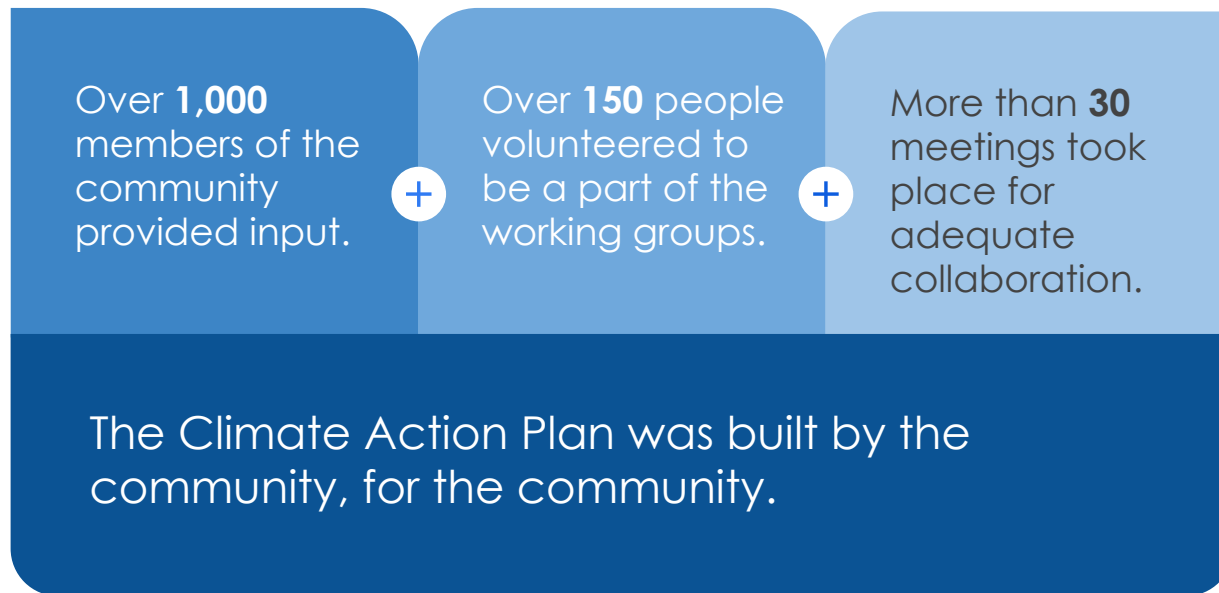 Over 1,000
members of the
community
provided input.
+
Over 150 people
volunteered to
be a part of the
working groups.
+
More than 30
meetings took
place for
adequate
collaboration.
The Climate Action Plan was built by the
community, for the community.